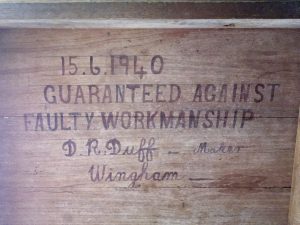 15.6.1940
GUARANTEED AGAINST
FAULTY WORKMANSHIP
D.R.Duff – Maker
Wingham –